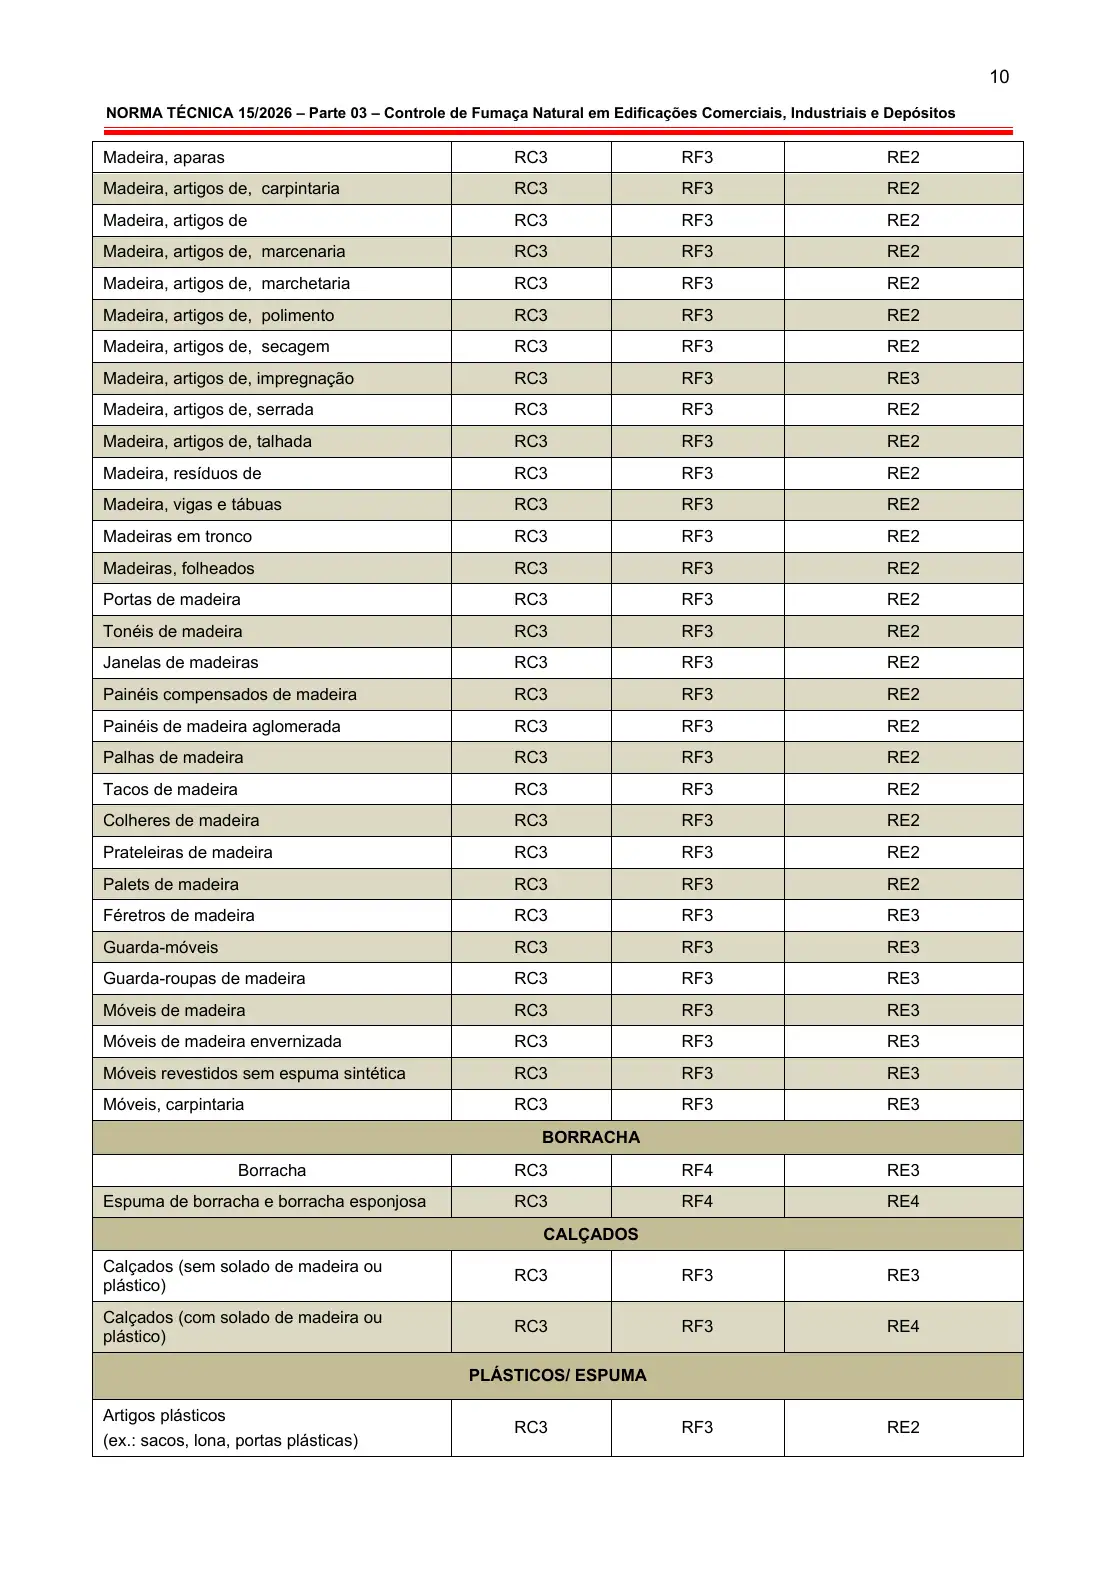 10
NORMA TÉCNICA 15/2026 – Parte 03 – Controle de Fumaça Natural em Edificações Comerciais, Industriais e Depósitos
Madeira, aparas RC3 RF3 RE2
Madeira, artigos de,  carpintaria RC3 RF3 RE2
Madeira, artigos de RC3 RF3 RE2
Madeira, artigos de,  marcenaria RC3 RF3 RE2
Madeira, artigos de,  marchetaria RC3 RF3 RE2
Madeira, artigos de,  polimento RC3 RF3 RE2
Madeira, artigos de,  secagem RC3 RF3 RE2
Madeira, artigos de, impregnação RC3 RF3 RE3
Madeira, artigos de, serrada RC3 RF3 RE2
Madeira, artigos de, talhada RC3 RF3 RE2
Madeira, resíduos de RC3 RF3 RE2
Madeira, vigas e tábuas RC3 RF3 RE2
Madeiras em tronco RC3 RF3 RE2
Madeiras, folheados RC3 RF3 RE2
Portas de madeira RC3 RF3 RE2
Tonéis de madeira RC3 RF3 RE2
Janelas de madeiras RC3 RF3 RE2
Painéis compensados de madeira RC3 RF3 RE2
Painéis de madeira aglomerada RC3 RF3 RE2
Palhas de madeira RC3 RF3 RE2
Tacos de madeira RC3 RF3 RE2
Colheres de madeira RC3 RF3 RE2
Prateleiras de madeira RC3 RF3 RE2
Palets de madeira RC3 RF3 RE2
Féretros de madeira RC3 RF3 RE3
Guarda-móveis RC3 RF3 RE3
Guarda-roupas de madeira RC3 RF3 RE3
Móveis de madeira RC3 RF3 RE3
Móveis de madeira envernizada RC3 RF3 RE3
Móveis revestidos sem espuma sintética RC3 RF3 RE3
Móveis, carpintaria RC3 RF3 RE3
BORRACHA
Borracha RC3 RF4 RE3
Espuma de borracha e borracha esponjosa RC3 RF4 RE4
CALÇADOS
Calçados (sem solado de madeira ou
plástico) RC3 RF3 RE3
Calçados (com solado de madeira ou
plástico) RC3 RF3 RE4
PLÁSTICOS/ ESPUMA
Artigos plásticos
(ex.: sacos, lona, portas plásticas) RC3 RF3 RE2